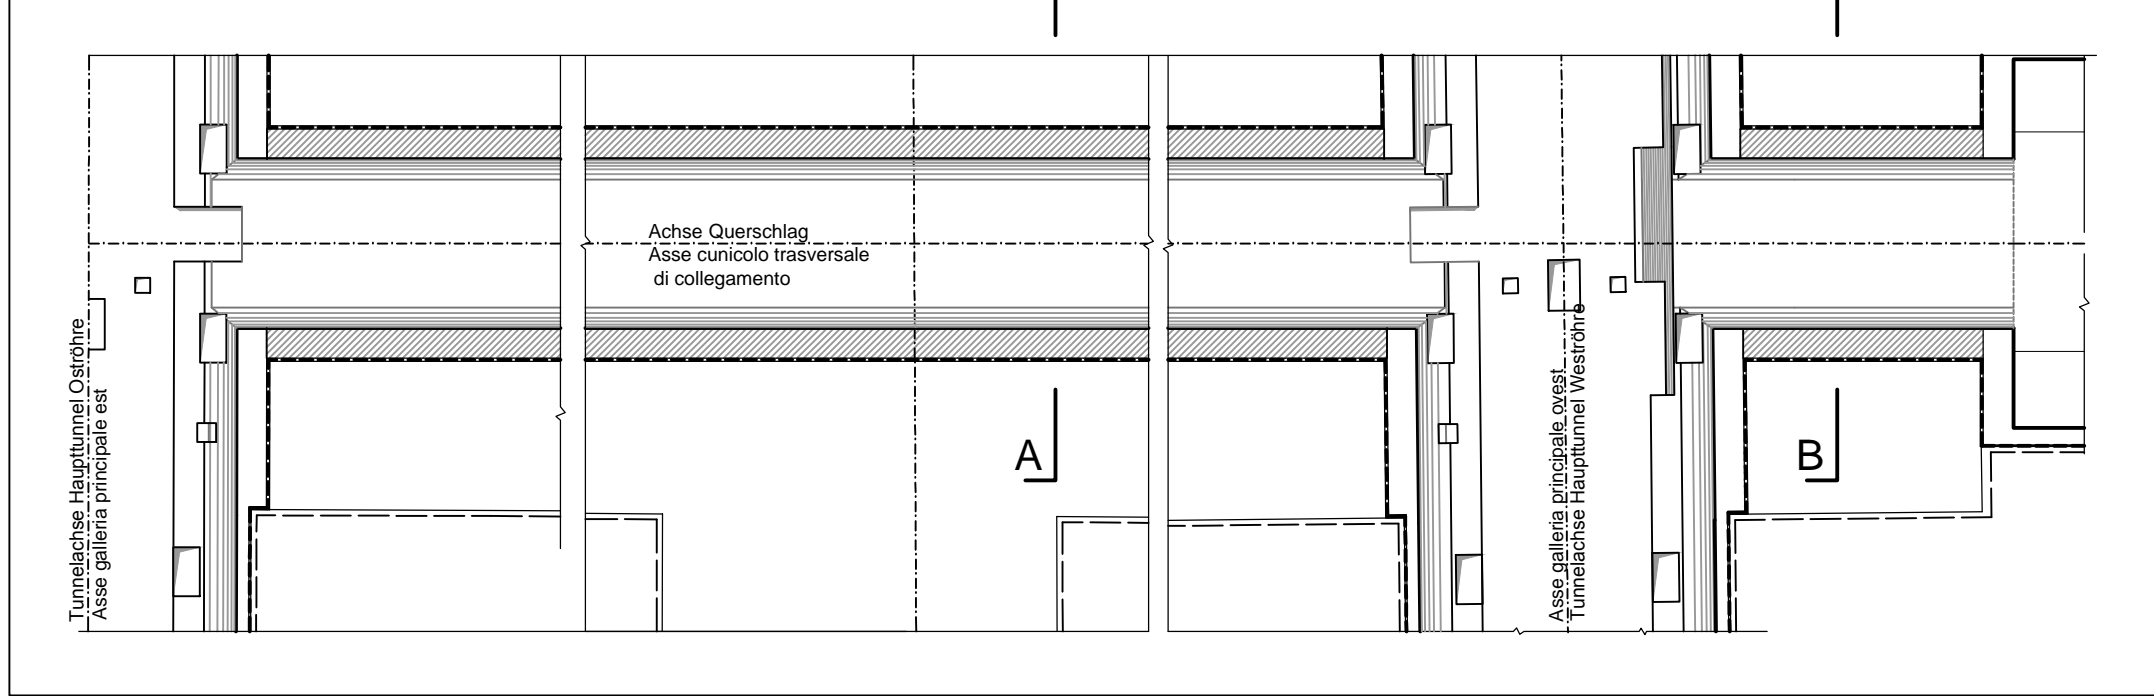 Tunnelachse Haupttunnel Oströhre
Asse galleria principale est
Achse Querschlag
Asse cunicolo trasversale
di collegamento
A
Asse galleria principale ovest
Tunnelachse Haupttunnel Weströhre
B